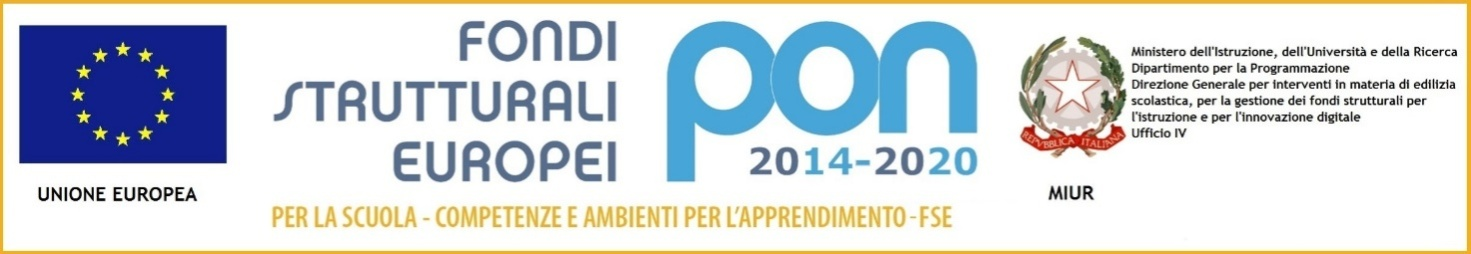 UNIONE EUROPEA
FONDI
STRUTTURALI
EUROPEI
pon
2014-2020
PER LA SCUOLA - COMPETENZE E AMBIENTI PER L'APPRENDIMENTO-FSE
REPVBBLICA ITALIANA
MIUR
Ministero dell'Istruzione, dell'Università e della Ricerca
Dipartimento per la Programmazione
Direzione Generale per interventi in materia di edilizia
scolastica, per la gestione dei fondi strutturali per
l'istruzione e per l'innovazione digitale
Ufficio IV